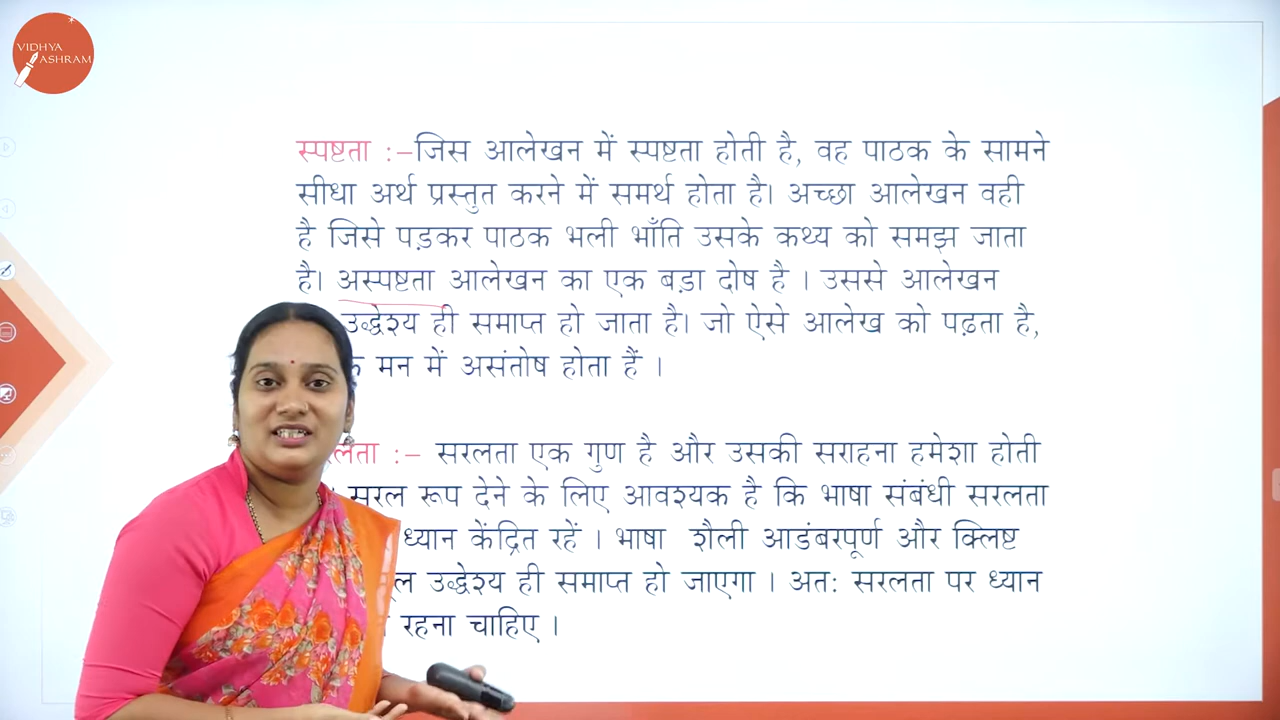 VIDHYA
ASHRAM
स्पष्टता :–जिस आलेखन में स्पष्टता होती है, वह पाठक के सामने
सीधा अर्थ प्रस्तुत करने में समर्थ होता है। अच्छा आलेखन वही
है जिसे पड़कर पाठक भली भाँति उसके कथ्य को समझ जाता
है। अस्पष्टता आलेखन का एक बड़ा दोष है । उससे आलेखन
उद्धेश्य ही समाप्त हो जाता है। जो ऐसे आलेख को पढ़ता है,
मन में असंतोष होता हैं ।
:– सरलता एक गुण है और उसकी सराहना हमेशा होती
सरल रूप देने के लिए आवश्यक है कि भाषा संबंधी सरलता
ध्यान केंद्रित रहें । भाषा शैली आडंबरपूर्ण और क्लिष्ट
उद्धेश्य ही समाप्त हो जाएगा । अतः सरलता पर ध्यान
रहना चाहिए ।